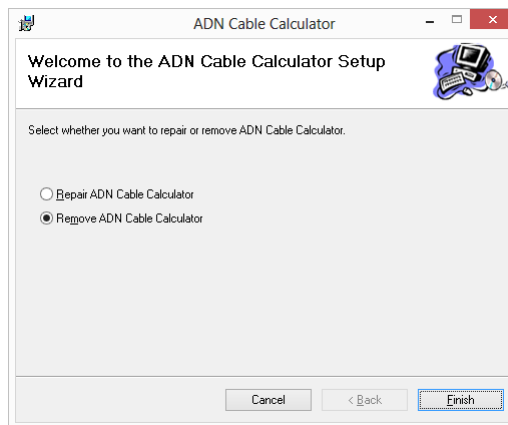 ADN Cable Calculator
Welcome to the ADN Cable Calculator Setup
Wizard
Select whether you want to repair or remove ADN Cable Calculator.
Repair ADN Cable Calculator
Remove ADN Cable Calculator
Cancel
< Back
Finish